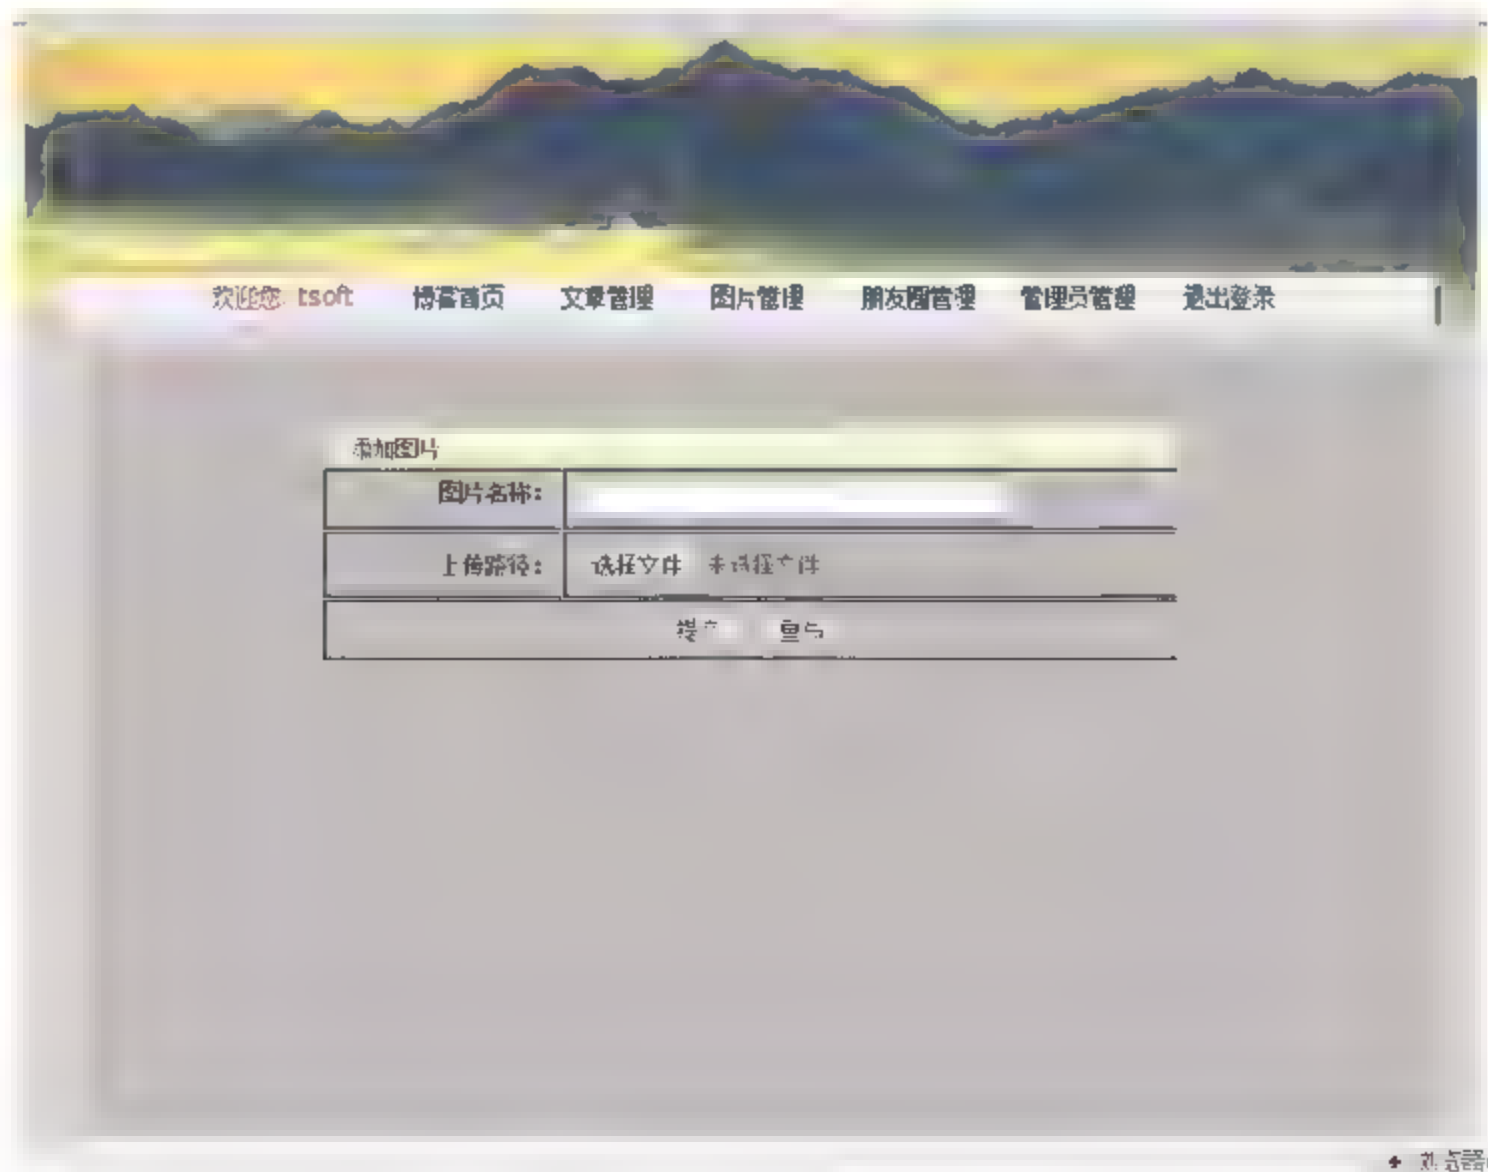 欢迎您 tsoft 博客首页 文章管理 图片管理 朋友圈管理 管理员管理 退出登录
添加图片
图片名称：
上传路径： 选择文件 未选择文件
提交 重写